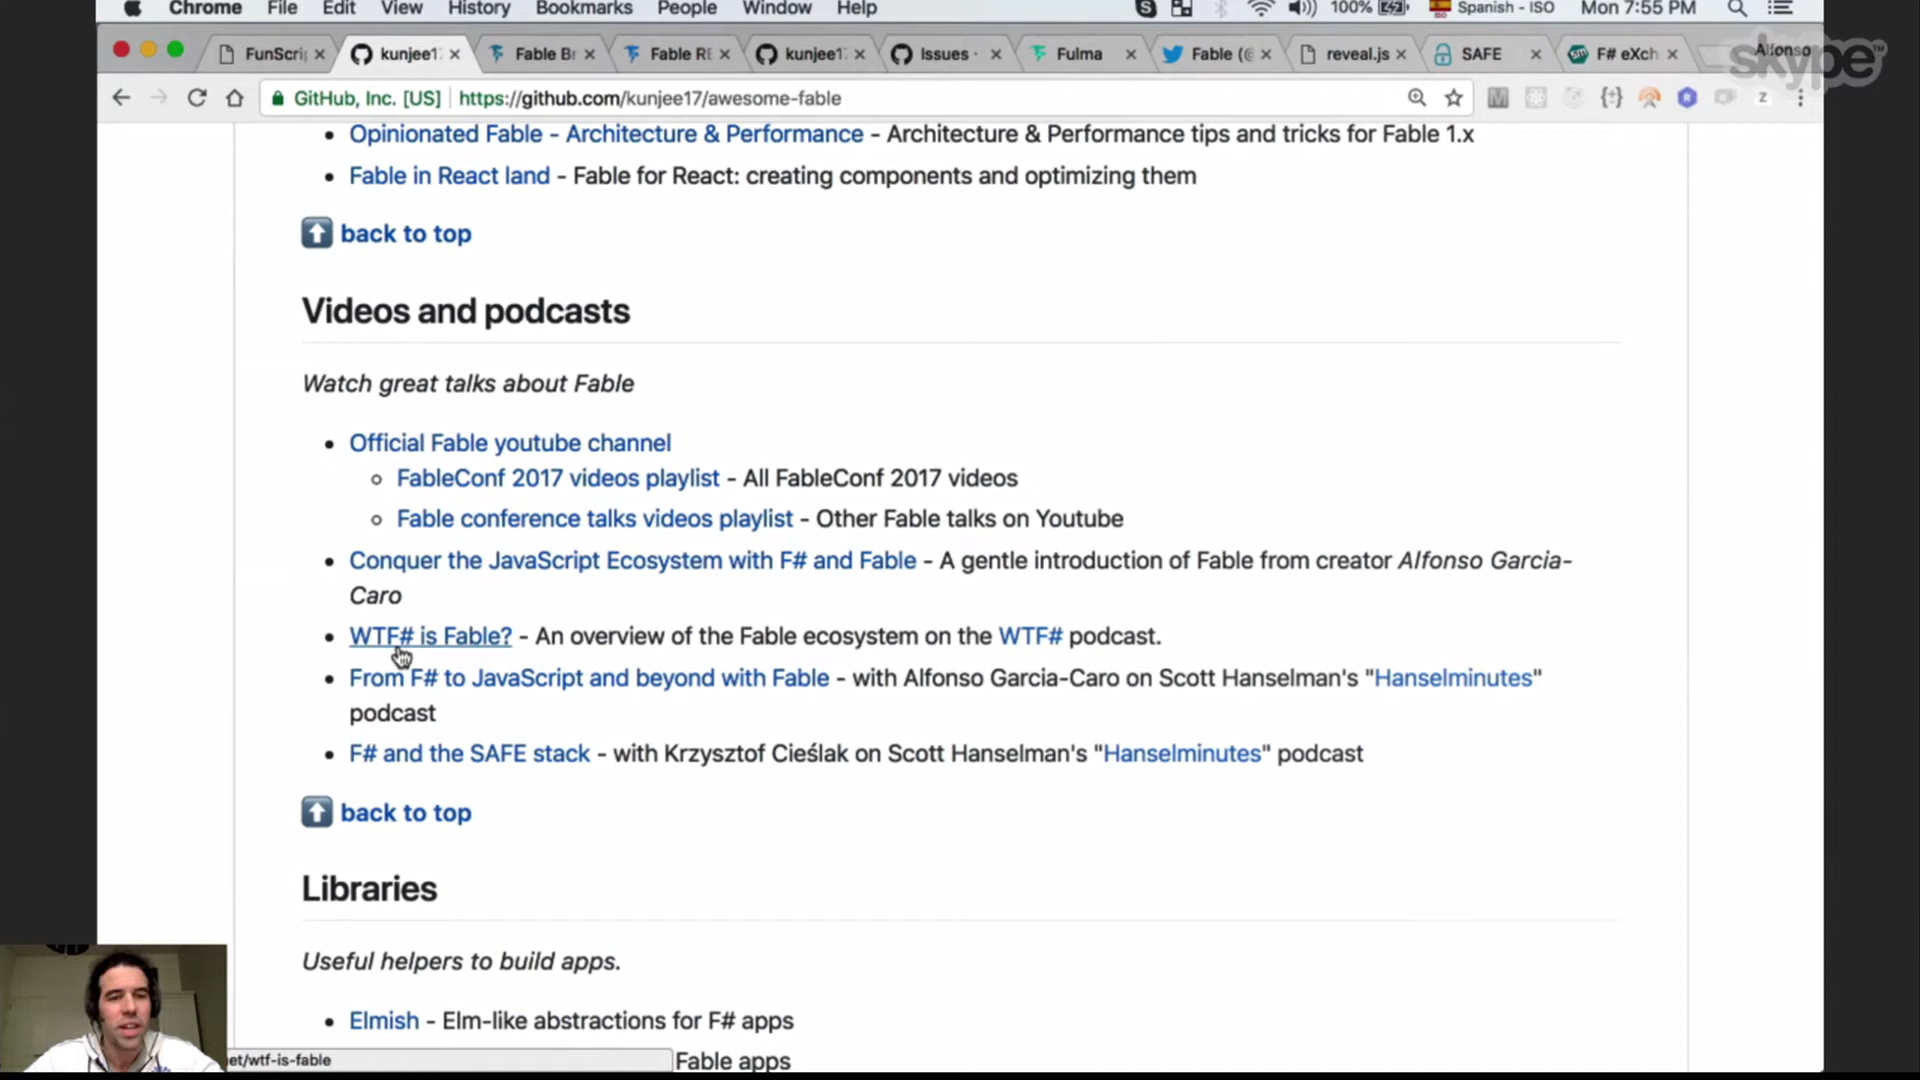 Chrome File Edit View History Bookmarks People Window Help 100% Spanish - ISO Mon 7:55 PM
FunScrip kunjee17 Fable Br Fable RE kunjee17 Issues · Fulma Fable (@ reveal.js SAFE F# eXch Alfonso
skype™
GitHub, Inc. [US] https://github.com/kunjee17/awesome-fable
• Opinionated Fable - Architecture & Performance - Architecture & Performance tips and tricks for Fable 1.x
• Fable in React land - Fable for React: creating components and optimizing them
back to top
Videos and podcasts
Watch great talks about Fable
• Official Fable youtube channel
FableConf 2017 videos playlist - All FableConf 2017 videos
Fable conference talks videos playlist - Other Fable talks on Youtube
• Conquer the JavaScript Ecosystem with F# and Fable - A gentle introduction of Fable from creator Alfonso Garcia-
Caro
• WTF# is Fable? - An overview of the Fable ecosystem on the WTF# podcast.
• From F# to JavaScript and beyond with Fable - with Alfonso Garcia-Caro on Scott Hanselman's "Hanselminutes"
podcast
• F# and the SAFE stack - with Krzysztof Cieślak on Scott Hanselman's "Hanselminutes" podcast
back to top
Libraries
Useful helpers to build apps.
• Elmish - Elm-like abstractions for F# apps
et/wtf-is-fable Fable apps